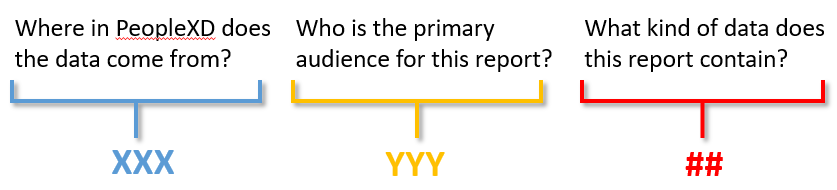 Where in PeopleXD does
the data come from?
Who is the primary
audience for this report?
What kind of data does
this report contain?
XXX
YYY
##